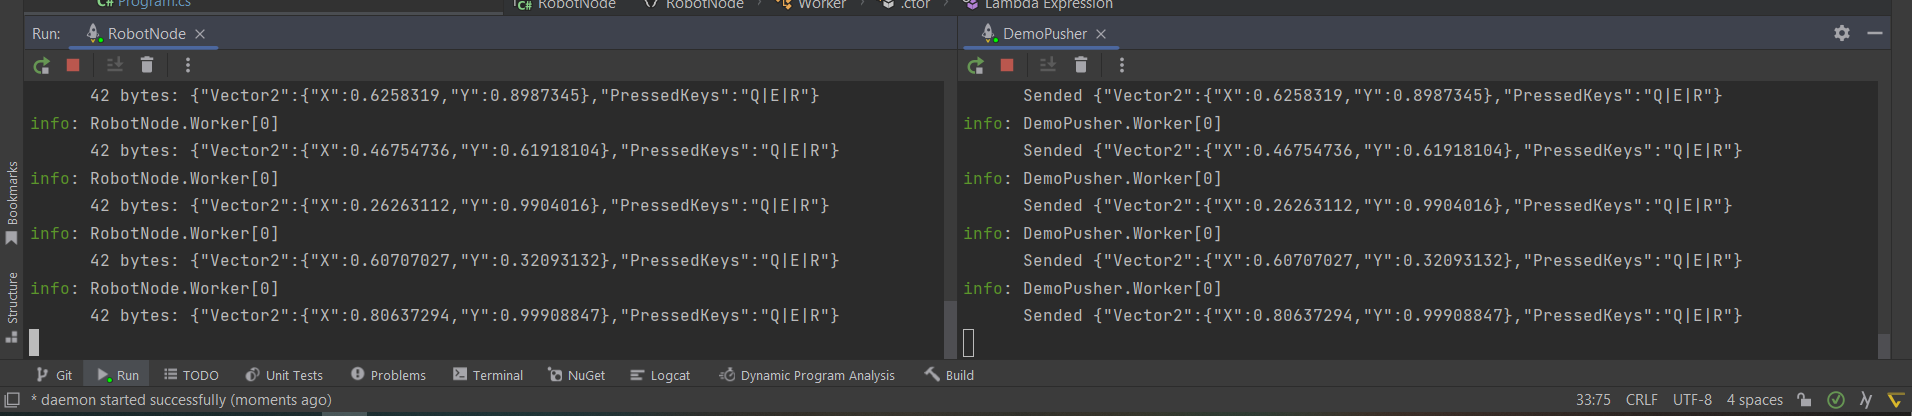 C# Program.cs
RobotNode
RobotNode
Worker
.ctor
Lambda Expression
Run:
RobotNode
42 bytes: {"Vector2":{"X":0.6258319,"Y":0.8987345},"PressedKeys":"Q|E|R"}
info: RobotNode.Worker[0]
42 bytes: {"Vector2":{"X":0.46754736,"Y":0.61918104},"PressedKeys":"Q|E|R"}
info: RobotNode.Worker[0]
42 bytes: {"Vector2":{"X":0.26263112,"Y":0.9904016},"PressedKeys":"Q|E|R"}
info: RobotNode.Worker[0]
42 bytes: {"Vector2":{"X":0.60707027,"Y":0.32093132},"PressedKeys":"Q|E|R"}
info: RobotNode.Worker[0]
42 bytes: {"Vector2":{"X":0.80637294,"Y":0.99908847},"PressedKeys":"Q|E|R"}
DemoPusher
Sended {"Vector2":{"X":0.6258319,"Y":0.8987345},"PressedKeys":"Q|E|R"}
info: DemoPusher.Worker[0]
Sended {"Vector2":{"X":0.46754736,"Y":0.61918104},"PressedKeys":"Q|E|R"}
info: DemoPusher.Worker[0]
Sended {"Vector2":{"X":0.26263112,"Y":0.9904016},"PressedKeys":"Q|E|R"}
info: DemoPusher.Worker[0]
Sended {"Vector2":{"X":0.60707027,"Y":0.32093132},"PressedKeys":"Q|E|R"}
info: DemoPusher.Worker[0]
Sended {"Vector2":{"X":0.80637294,"Y":0.99908847},"PressedKeys":"Q|E|R"}
Bookmarks
Structure
Git
Run
TODO
Unit Tests
Problems
Terminal
NuGet
Logcat
Dynamic Program Analysis
Build
* daemon started successfully (moments ago)
33:75
CRLF
UTF-8
4 spaces